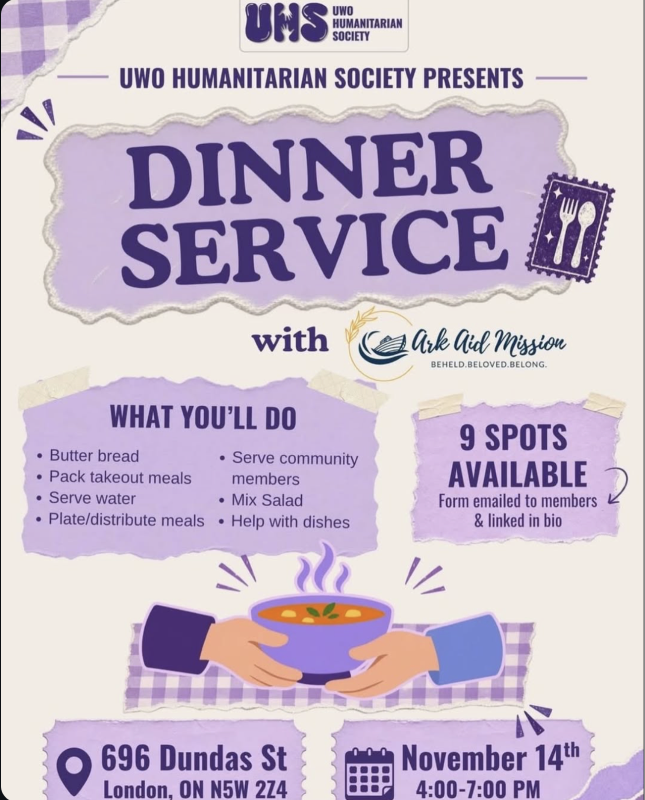 UHS UWO
HUMANITARIAN
SOCIETY
UWO HUMANITARIAN SOCIETY PRESENTS
DINNER
SERVICE
with Ark Aid Mission
BEHELD.BELOVED.BELONG.
WHAT YOU'LL DO
• Butter bread
• Pack takeout meals
• Serve water
• Plate/distribute meals
• Serve community
members
• Mix Salad
• Help with dishes
9 SPOTS
AVAILABLE
Form emailed to members
& linked in bio
696 Dundas St
London, ON N5W 2Z4
November 14th
4:00-7:00 PM